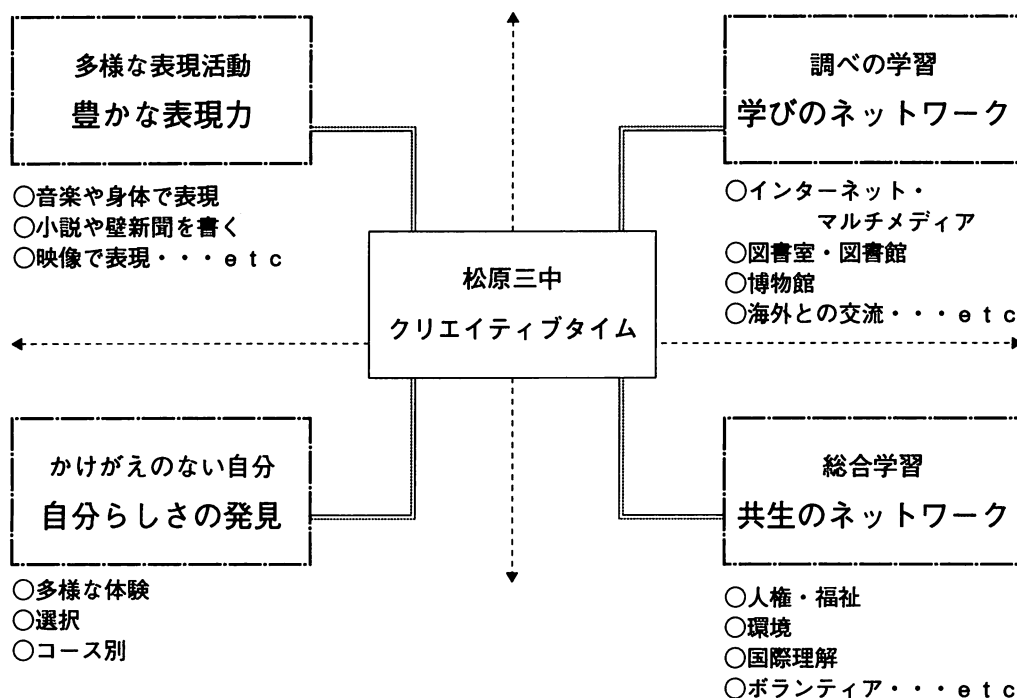 多様な表現活動
豊かな表現力
○音楽や身体で表現
○小説や壁新聞を書く
○映像で表現・・・ｅｔｃ
調べの学習
学びのネットワーク
○インターネット・
マルチメディア
○図書室・図書館
○博物館
○海外との交流・・・ｅｔｃ
松原三中
クリエイティブタイム
かけがえのない自分
自分らしさの発見
○多様な体験
○選択
○コース別
総合学習
共生のネットワーク
○人権・福祉
○環境
○国際理解
○ボランティア・・・ｅｔｃ